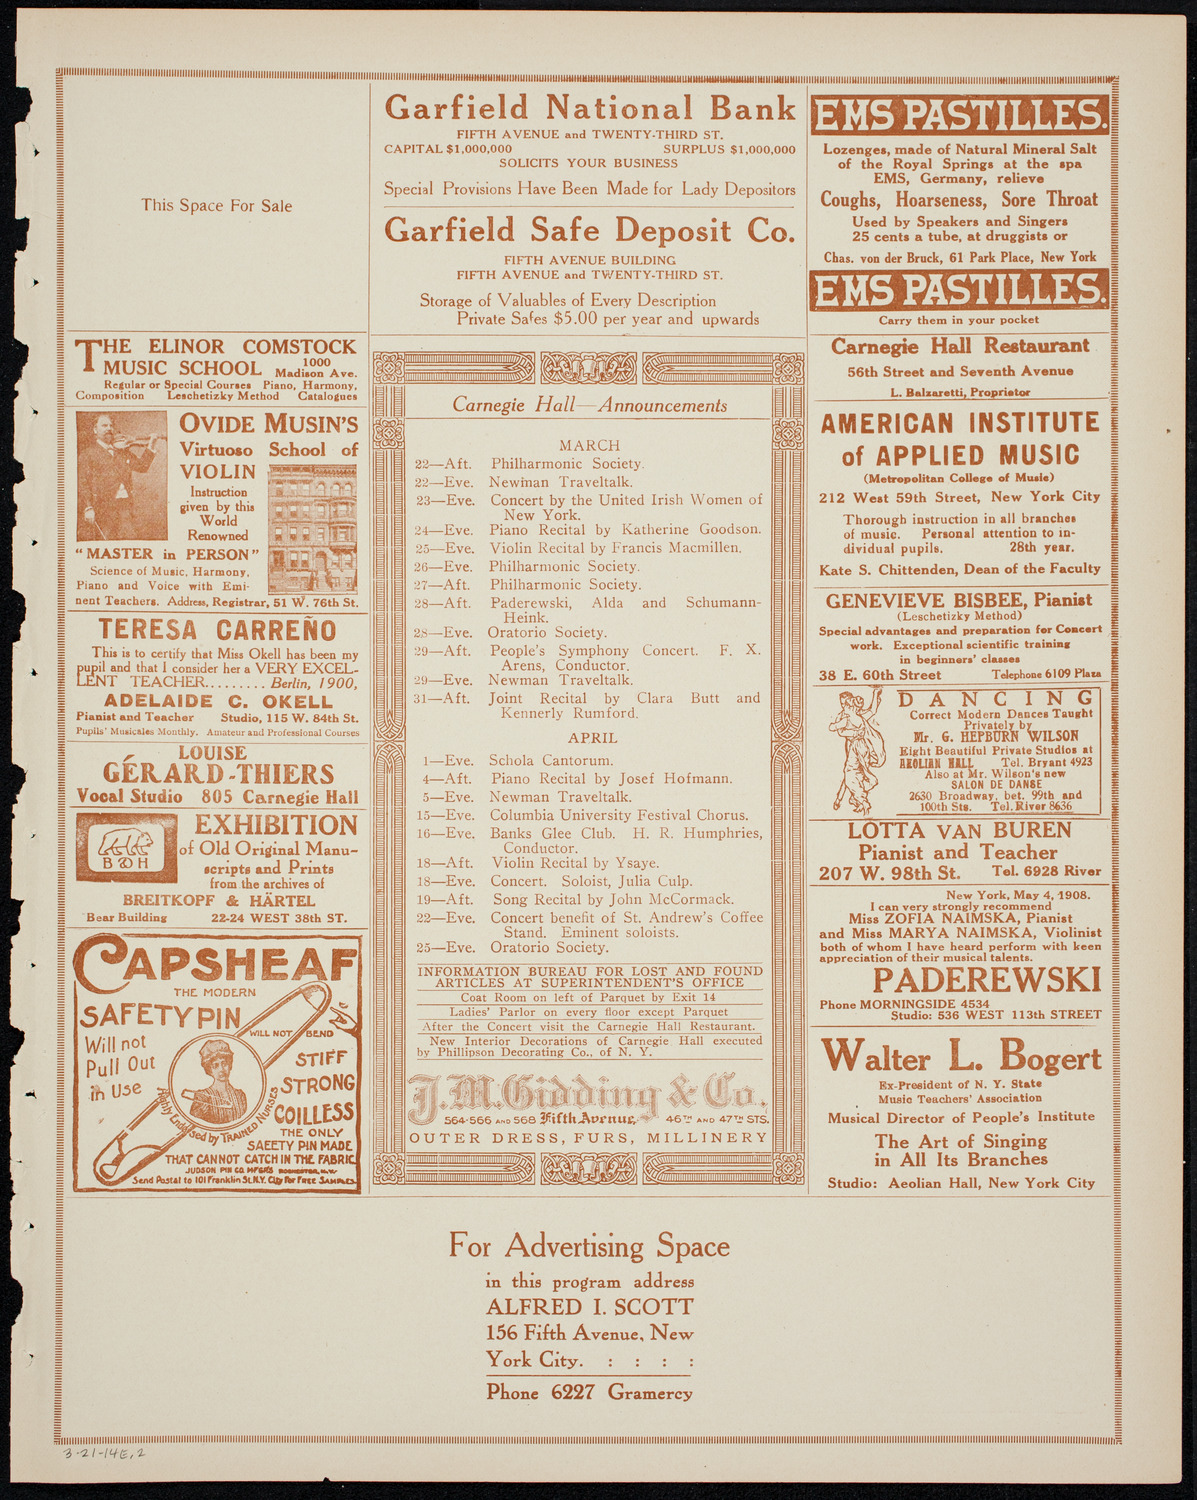 This Space For Sale
THE ELINOR COMSTOCK
MUSIC SCHOOL 1000 Madison Ave.
Regular or Special Courses Piano, Harmony,
Composition Leschetizky Method Catalogues
OVIDE MUSIN'S
Virtuoso School of
VIOLIN
Instruction
given by this
World
Renowned
"MASTER in PERSON"
Science of Music, Harmony,
Piano and Voice with Emi-
nent Teachers. Address, Registrar, 51 W. 76th St.
TERESA CARREÑO
This is to certify that Miss Okell has been my
pupil and that I consider her a VERY EXCEL-
LENT TEACHER......... Berlin, 1900,
ADELAIDE C. OKELL
Pianist and Teacher Studio, 115 W. 84th St.
Pupils' Musicales Monthly. Amateur and Professional Courses
LOUISE
GÉRARD-THIERS
Vocal Studio 805 Carnegie Hall
B & H
EXHIBITION
of Old Original Manu-
scripts and Prints
from the archives of
BREITKOPF & HÄRTEL
Bear Building 22-24 WEST 38th ST.
CAPSHEAF
THE MODERN
SAFETY PIN
WILL NOT BEND
Will not
Pull Out
in Use
STIFF
STRONG
COILLESS
Highly Endorsed by TRAINED NURSES
THE ONLY
SAFETY PIN MADE
THAT CANNOT CATCH IN THE FABRIC
JUDSON PIN CO. MFGRS ROCHESTER, N.Y.
Send Postal to 101 Franklin St. N.Y. City For FREE SAMPLES
Garfield National Bank
FIFTH AVENUE and TWENTY-THIRD ST.
CAPITAL $1,000,000 SURPLUS $1,000,000
SOLICITS YOUR BUSINESS
Special Provisions Have Been Made for Lady Depositors
Garfield Safe Deposit Co.
FIFTH AVENUE BUILDING
FIFTH AVENUE and TWENTY-THIRD ST.
Storage of Valuables of Every Description
Private Safes $5.00 per year and upwards
Carnegie Hall—Announcements
MARCH
22—Aft. Philharmonic Society.
22—Eve. Newman Traveltalk.
23—Eve. Concert by the United Irish Women of
New York.
24—Eve. Piano Recital by Katherine Goodson.
25—Eve. Violin Recital by Francis Macmillen.
26—Eve. Philharmonic Society.
27—Aft. Philharmonic Society.
28—Aft. Paderewski, Alda and Schumann-
Heink.
28—Eve. Oratorio Society.
29—Aft. People's Symphony Concert. F. X.
Arens, Conductor.
29—Eve. Newman Traveltalk.
31—Aft. Joint Recital by Clara Butt and
Kennerly Rumford.
APRIL
1—Eve. Schola Cantorum.
4—Aft. Piano Recital by Josef Hofmann.
5—Eve. Newman Traveltalk.
15—Eve. Columbia University Festival Chorus.
16—Eve. Banks Glee Club. H. R. Humphries,
Conductor.
18—Aft. Violin Recital by Ysaye.
18—Eve. Concert. Soloist, Julia Culp.
19—Aft. Song Recital by John McCormack.
22—Eve. Concert benefit of St. Andrew's Coffee
Stand. Eminent soloists.
25—Eve. Oratorio Society.
INFORMATION BUREAU FOR LOST AND FOUND
ARTICLES AT SUPERINTENDENT'S OFFICE
Coat Room on left of Parquet by Exit 14
Ladies' Parlor on every floor except Parquet
After the Concert visit the Carnegie Hall Restaurant.
New Interior Decorations of Carnegie Hall executed
by Phillipson Decorating Co., of N. Y.
J. M. Gidding & Co.
564-566 AND 568 Fifth Avenue, 46TH AND 47TH STS.
OUTER DRESS, FURS, MILLINERY
EMS PASTILLES.
Lozenges, made of Natural Mineral Salt
of the Royal Springs at the spa
EMS, Germany, relieve
Coughs, Hoarseness, Sore Throat
Used by Speakers and Singers
25 cents a tube, at druggists or
Chas. von der Bruck, 61 Park Place, New York
EMS PASTILLES.
Carry them in your pocket
Carnegie Hall Restaurant
56th Street and Seventh Avenue
L. Balzaretti, Proprietor
AMERICAN INSTITUTE
of APPLIED MUSIC
(Metropolitan College of Music)
212 West 59th Street, New York City
Thorough instruction in all branches
of music. Personal attention to in-
dividual pupils. 28th year.
Kate S. Chittenden, Dean of the Faculty
GENEVIEVE BISBEE, Pianist
(Leschetizky Method)
Special advantages and preparation for Concert
work. Exceptional scientific training
in beginners' classes
38 E. 60th Street Telephone 6109 Plaza
DANCING
Correct Modern Dances Taught
Privately by
Mr. G. HEPBURN WILSON
Eight Beautiful Private Studios at
AEOLIAN HALL Tel. Bryant 4923
Also at Mr. Wilson's new
SALON DE DANSE
2630 Broadway, bet. 99th and
100th Sts. Tel. River 8636
LOTTA VAN BUREN
Pianist and Teacher
207 W. 98th St. Tel. 6928 River
New York, May 4, 1908.
I can very strongly recommend
Miss ZOFIA NAIMSKA, Pianist
and Miss MARYA NAIMSKA, Violinist
both of whom I have heard perform with keen
appreciation of their musical talents.
PADEREWSKI
Phone MORNINGSIDE 4534
Studio: 536 WEST 113th STREET
Walter L. Bogert
Ex-President of N. Y. State
Music Teachers' Association
Musical Director of People's Institute
The Art of Singing
in All Its Branches
Studio: Aeolian Hall, New York City
For Advertising Space
in this program address
ALFRED I. SCOTT
156 Fifth Avenue, New
York City. : : : :
Phone 6227 Gramercy
3-21-14E,2